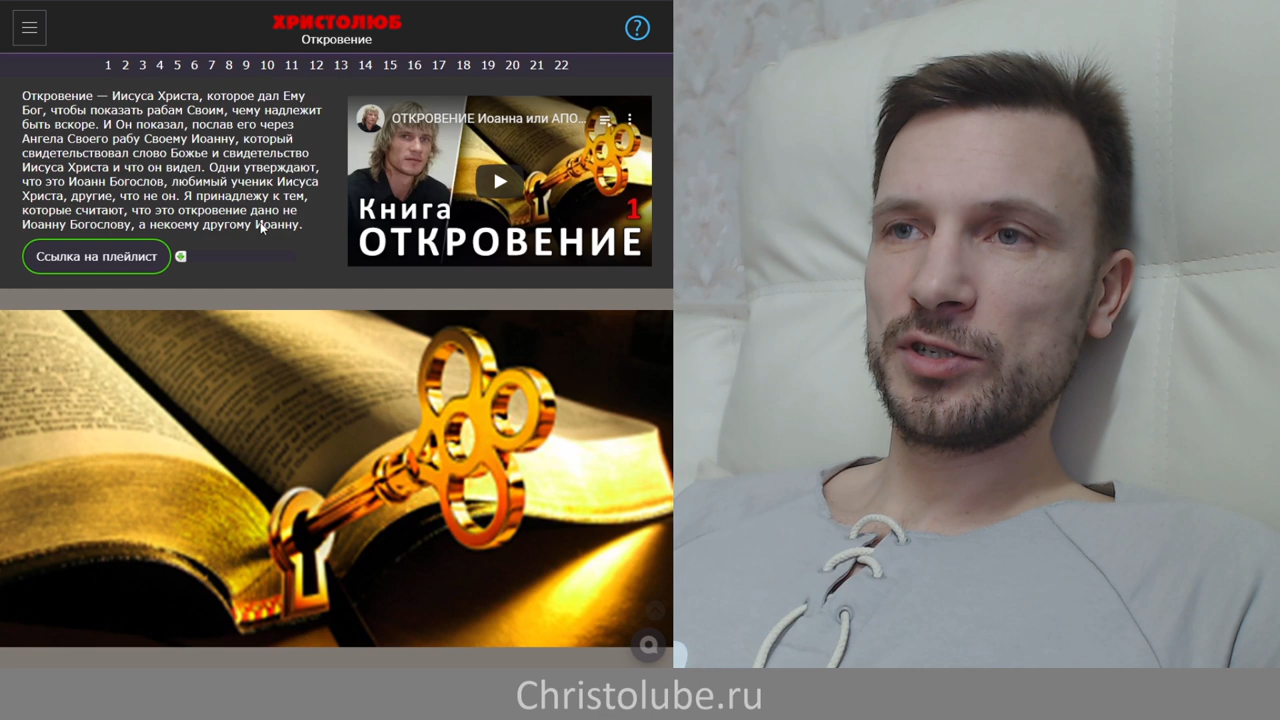 ХРИСТОЛЮБ
Откровение
?
1 2 3 4 5 6 7 8 9 10 11 12 13 14 15 16 17 18 19 20 21 22
Откровение — Иисуса Христа, которое дал Ему
Бог, чтобы показать рабам Своим, чему надлежит
быть вскоре. И Он показал, послав его через
Ангела Своего рабу Своему Иоанну, который
свидетельствовал слово Божье и свидетельство
Иисуса Христа и что он видел. Одни утверждают,
что это Иоанн Богослов, любимый ученик Иисуса
Христа, другие, что не он. Я принадлежу к тем,
которые считают, что это откровение дано не
Иоанну Богослову, а некоему другому Иоанну.
Ссылка на плейлист
ОТКРОВЕНИЕ Иоанна или АПО...
Книга 1
ОТКРОВЕНИЕ
Christolube.ru